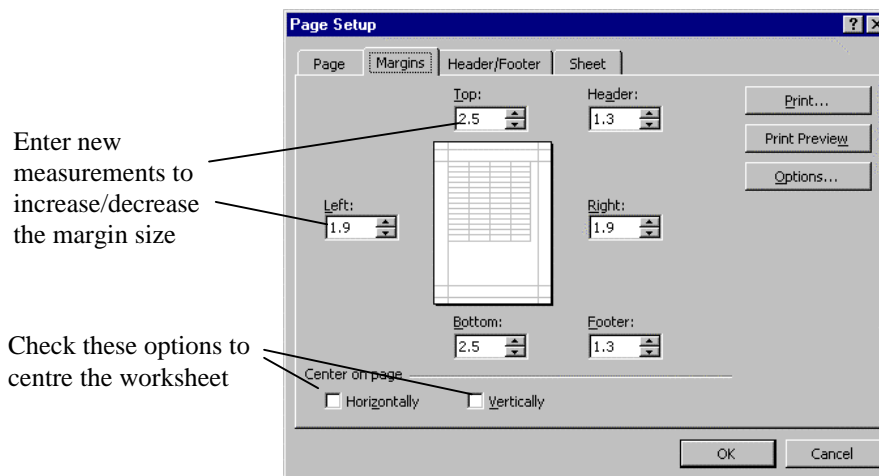 Page Setup
Page Margins Header/Footer Sheet
Top: Header:
2.5 1.3
Print...
Print Preview
Options...
Enter new
measurements to
increase/decrease
the margin size
Left: Right:
1.9 1.9
Bottom: Footer:
2.5 1.3
Check these options to
centre the worksheet
Center on page
Horizontally Vertically
OK Cancel